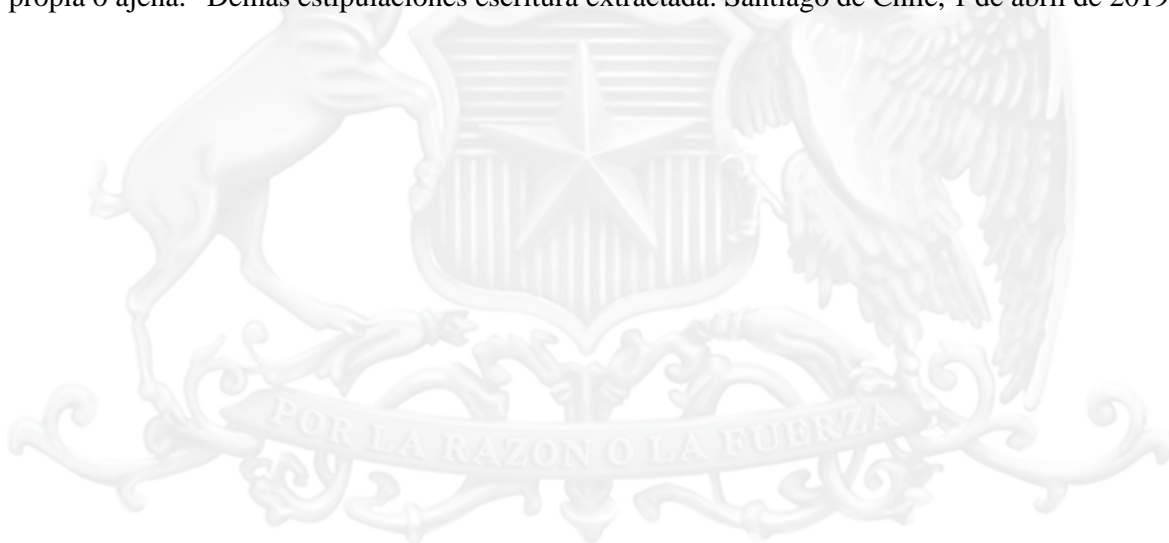 propia o ajena." Demás estipulaciones escritura extractada. Santiago de Chile, 1 de abril de 2019
POR LA RAZON O LA FUERZA